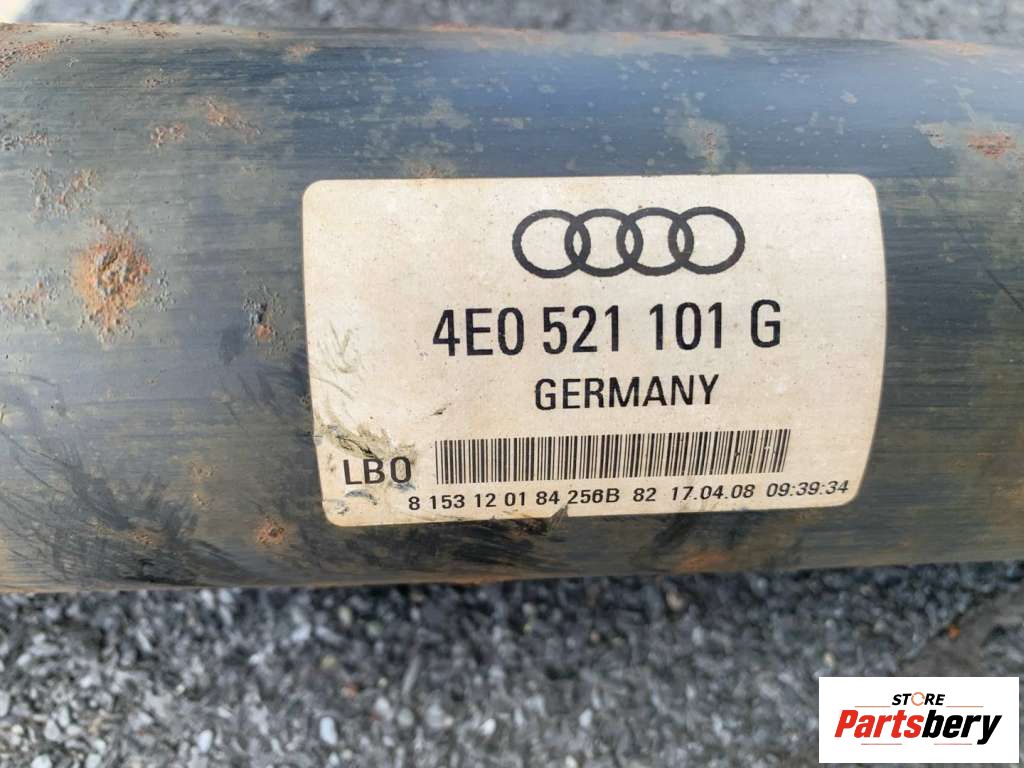 4E0 521 101 G
GERMANY
LBO
8 153 12 01 84 256B 82 17.04.08 09:39:34
STORE
Partsbery